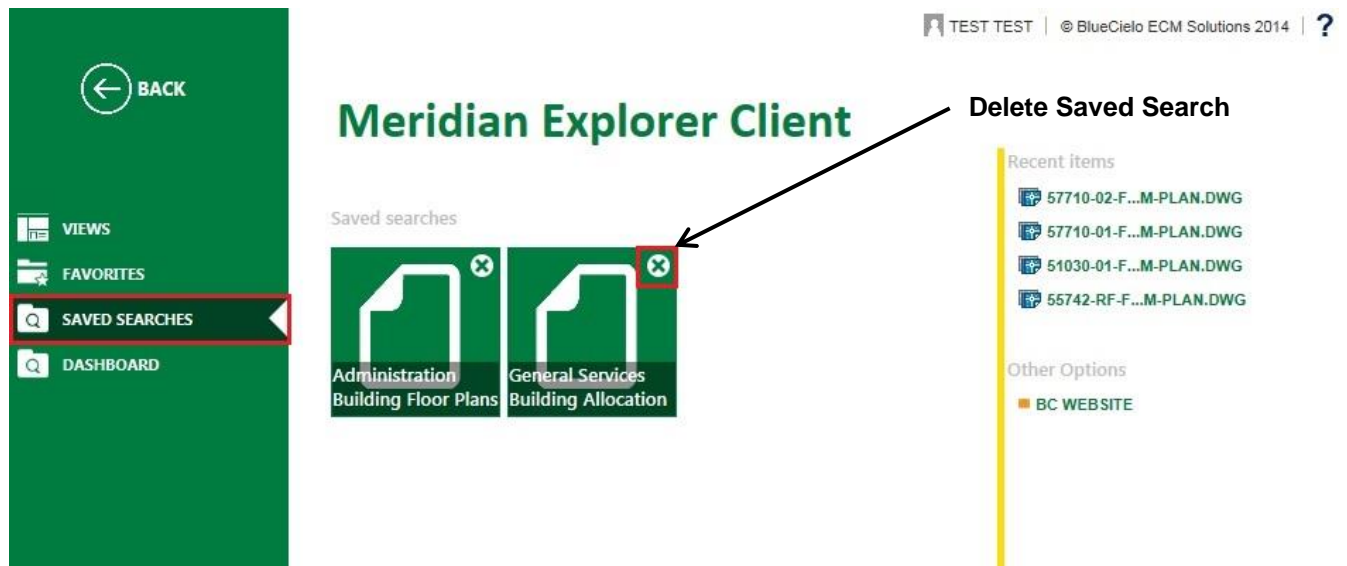 TEST TEST | © BlueCielo ECM Solutions 2014 | ?
BACK
Meridian Explorer Client
Delete Saved Search
VIEWS
FAVORITES
SAVED SEARCHES
DASHBOARD
Saved searches
Administration
Building Floor Plans
General Services
Building Allocation
Recent items
57710-02-F...M-PLAN.DWG
57710-01-F...M-PLAN.DWG
51030-01-F...M-PLAN.DWG
55742-RF-F...M-PLAN.DWG
Other Options
BC WEBSITE